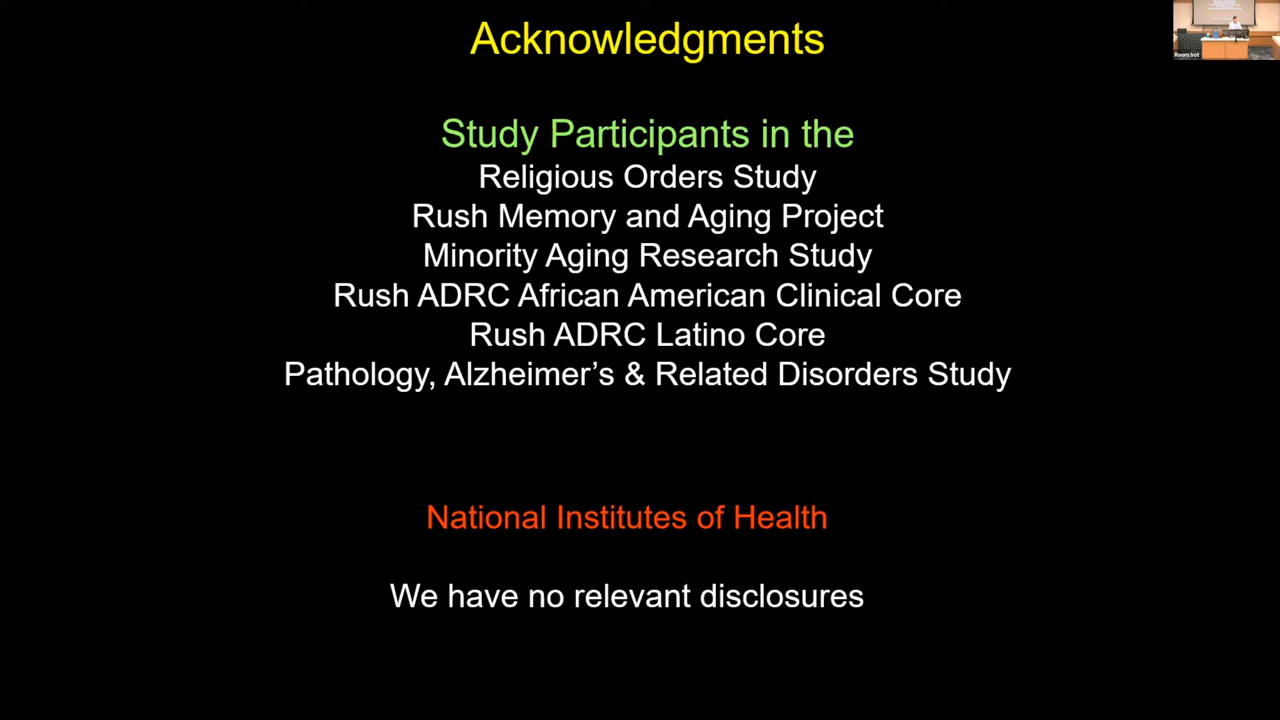 Acknowledgments
Study Participants in the
Religious Orders Study
Rush Memory and Aging Project
Minority Aging Research Study
Rush ADRC African American Clinical Core
Rush ADRC Latino Core
Pathology, Alzheimer’s & Related Disorders Study
National Institutes of Health
We have no relevant disclosures